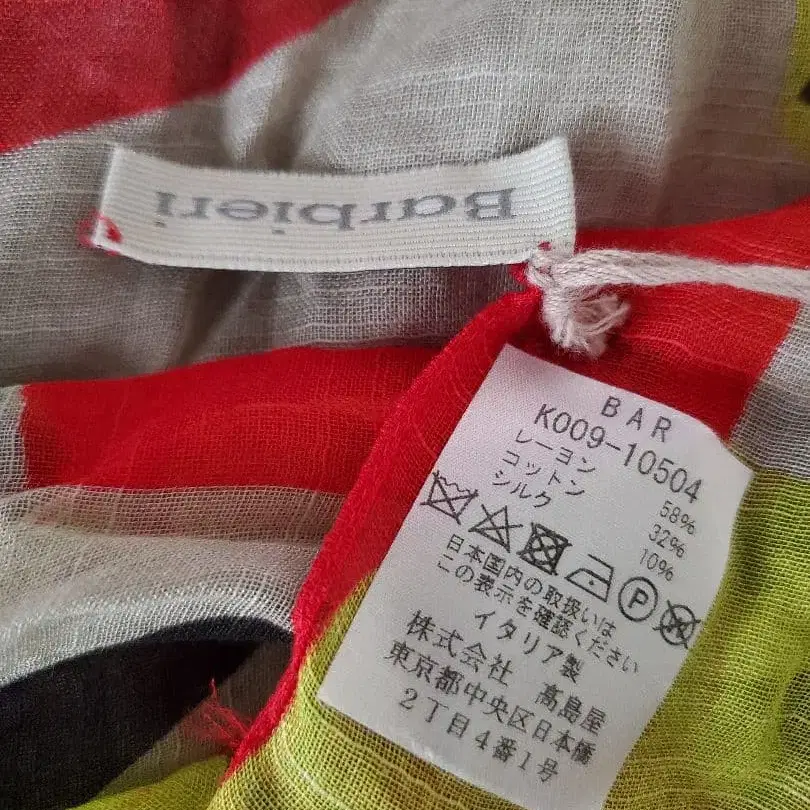 Barbieri
BAR
K009-10504
レーヨン 58%
コットン 32%
シルク 10%
P
日本国内の取扱いは
この表示を確認ください
イタリア製
株式会社 髙島屋
東京都中央区日本橋
2丁目4番1号